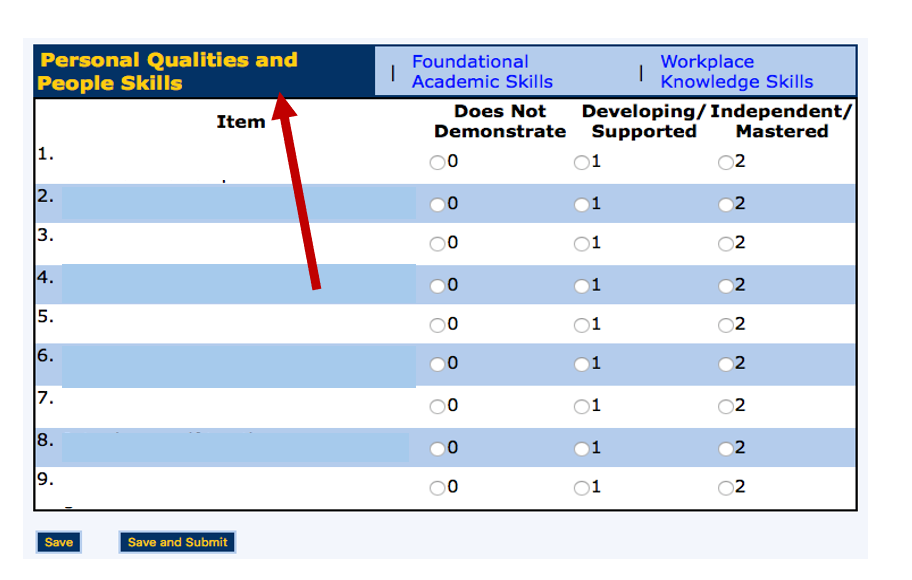 Personal Qualities and
People Skills
| Foundational
Academic Skills
| Workplace
Knowledge Skills
Item
Does Not
Demonstrate
Developing/
Supported
Independent/
Mastered
1. 0 1 2
2. 0 1 2
3. 0 1 2
4. 0 1 2
5. 0 1 2
6. 0 1 2
7. 0 1 2
8. 0 1 2
9. 0 1 2
Save Save and Submit